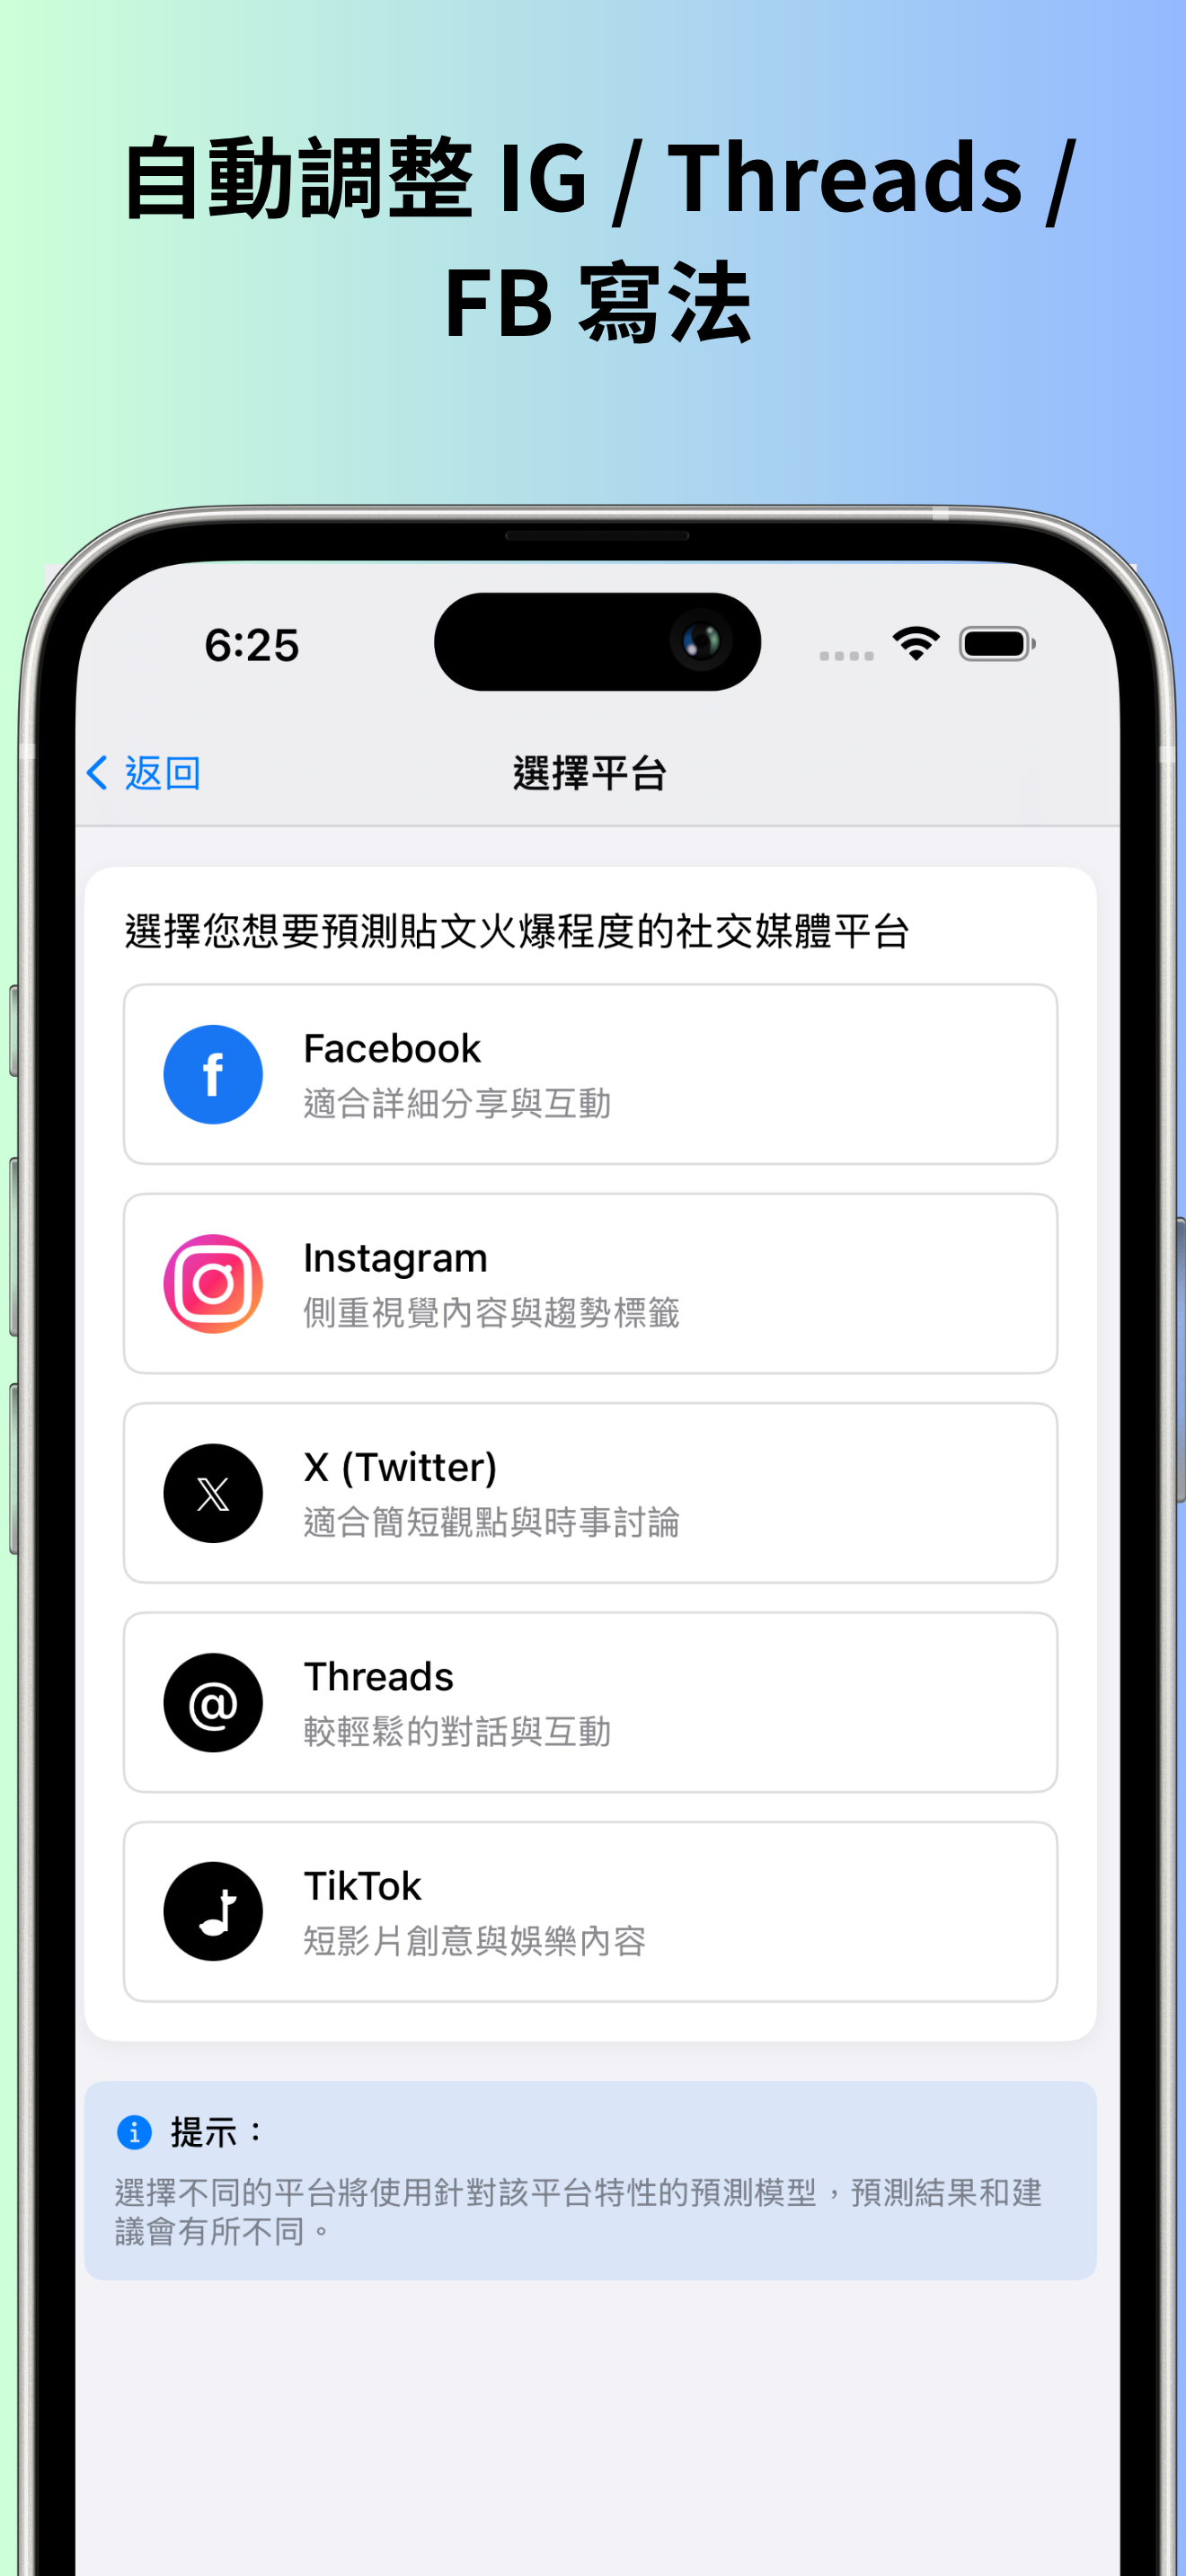 自動調整 IG / Threads /
FB 寫法
6:25
返回
選擇平台
選擇您想要預測貼文火爆程度的社交媒體平台
f
Facebook
適合詳細分享與互動
Instagram
側重視覺內容與趨勢標籤
𝕏
X (Twitter)
適合簡短觀點與時事討論
@
Threads
較輕鬆的對話與互動
TikTok
短影片創意與娛樂內容
提示：
選擇不同的平台將使用針對該平台特性的預測模型，預測結果和建
議會有所不同。